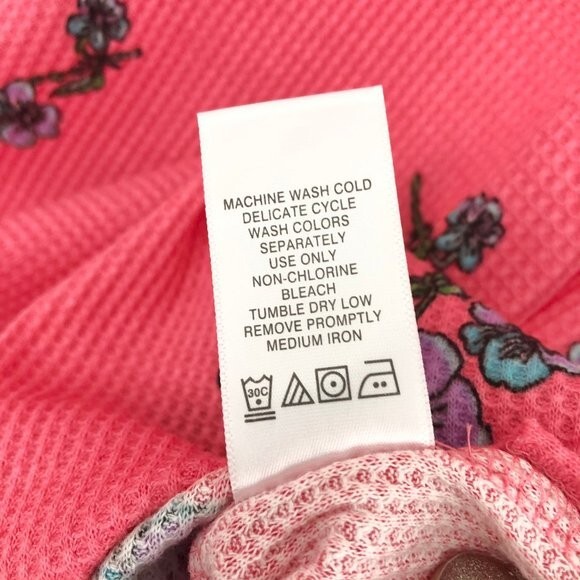 MACHINE WASH COLD
DELICATE CYCLE
WASH COLORS
SEPARATELY
USE ONLY
NON-CHLORINE
BLEACH
TUMBLE DRY LOW
REMOVE PROMPTLY
MEDIUM IRON
30C